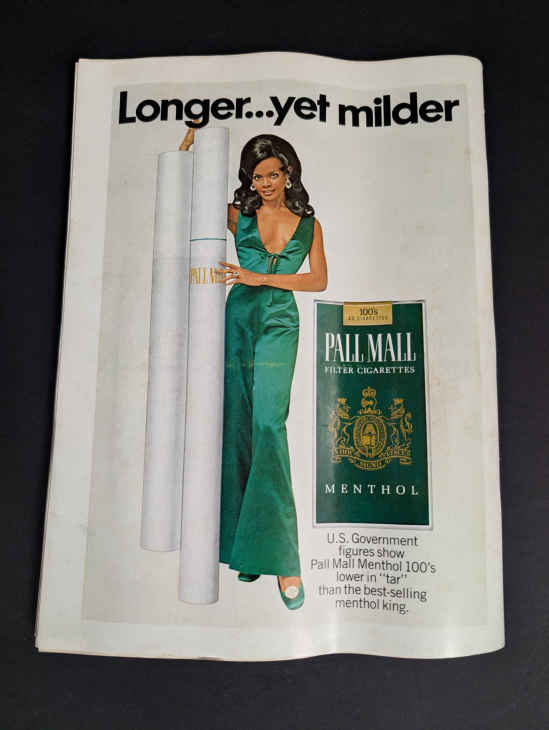 Longer...yet milder
PALL MALL
100's
PALL MALL
FILTER CIGARETTES
MENTHOL
U.S. Government
figures show
Pall Mall Menthol 100's
lower in "tar"
than the best-selling
menthol king.